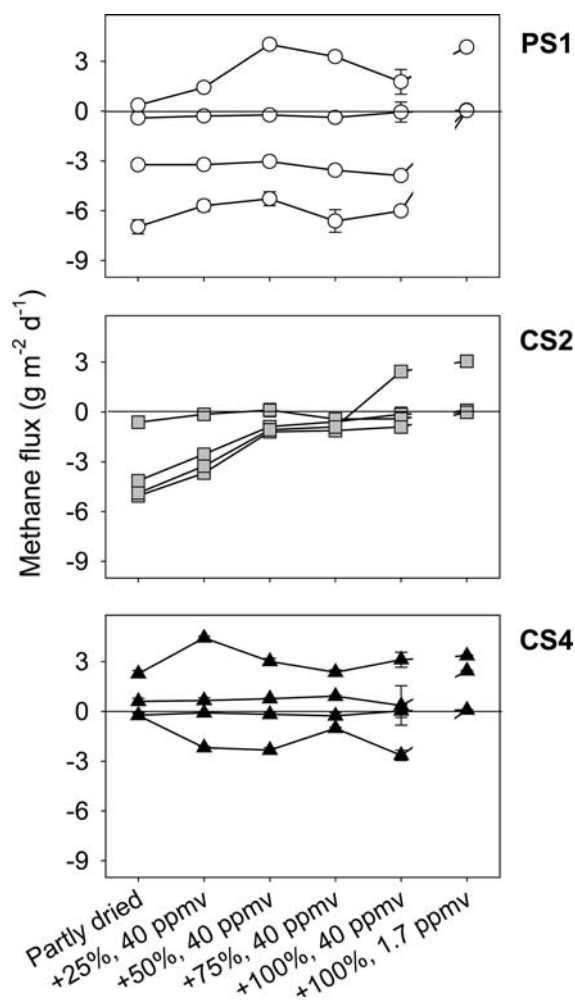 PS1
3
0
-3
-6
-9
CS2
3
0
-3
-6
-9
Methane flux (g m⁻² d⁻¹)
CS4
3
0
-3
-6
-9
Partly dried
+25%, 40 ppmv
+50%, 40 ppmv
+75%, 40 ppmv
+100%, 40 ppmv
+100%, 1.7 ppmv